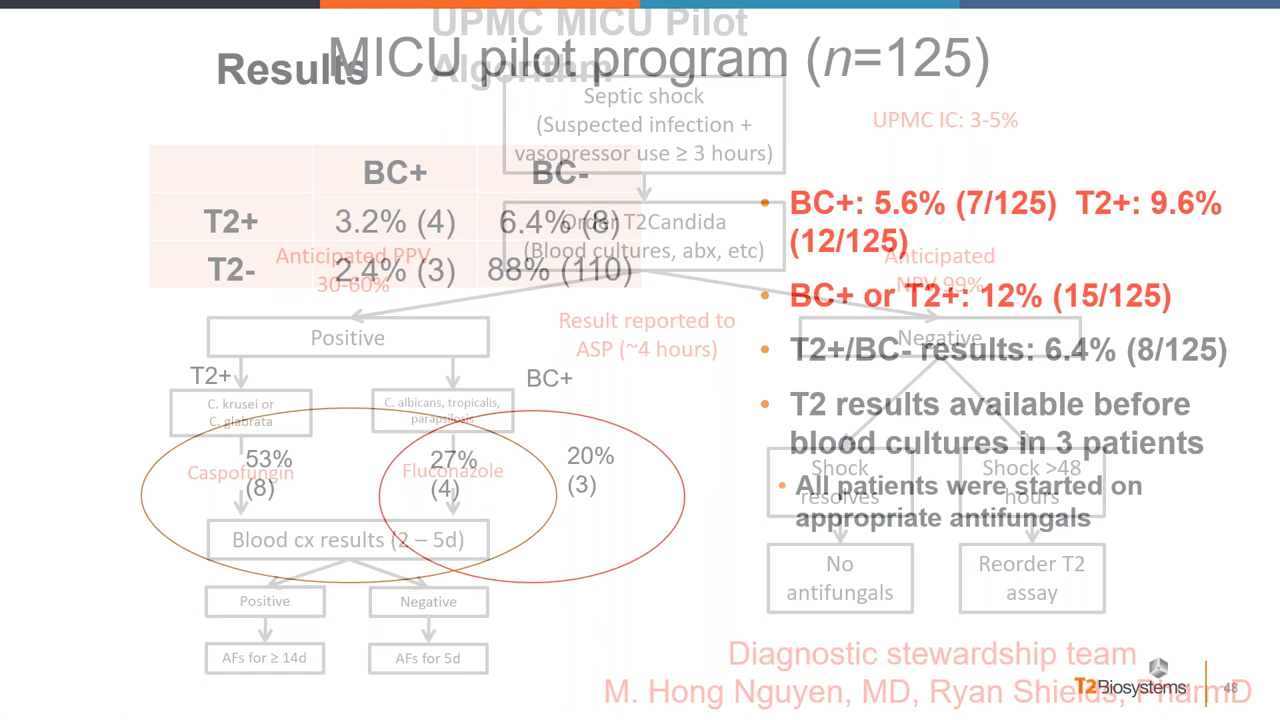 UPMC MICU Pilot
Algorithm
Results
MICU pilot program (n=125)
Septic shock
(Suspected infection +
vasopressor use ≥ 3 hours)
UPMC IC: 3-5%
BC+ BC-
T2+ 3.2% (4) 6.4% (8)
T2- 2.4% (3) 88% (110)
Order T2Candida
(Blood cultures, abx, etc)
Anticipated PPV
30-60%
Anticipated
NPV 99%
Result reported to
ASP (~4 hours)
Positive
Negative
• BC+: 5.6% (7/125) T2+: 9.6%
(12/125)
• BC+ or T2+: 12% (15/125)
• T2+/BC- results: 6.4% (8/125)
• T2 results available before
blood cultures in 3 patients
• All patients were started on
appropriate antifungals
T2+
BC+
C. krusei or
C. glabrata
C. albicans, tropicalis,
parapsilosis
53%
(8)
27%
(4)
20%
(3)
Caspofungin
Fluconazole
Shock
resolves
Shock >48
hours
Blood cx results (2 – 5d)
No
antifungals
Reorder T2
assay
Positive
Negative
AFs for ≥ 14d
AFs for 5d
Diagnostic stewardship team
M. Hong Nguyen, MD, Ryan Shields, PharmD
T2Biosystems
48